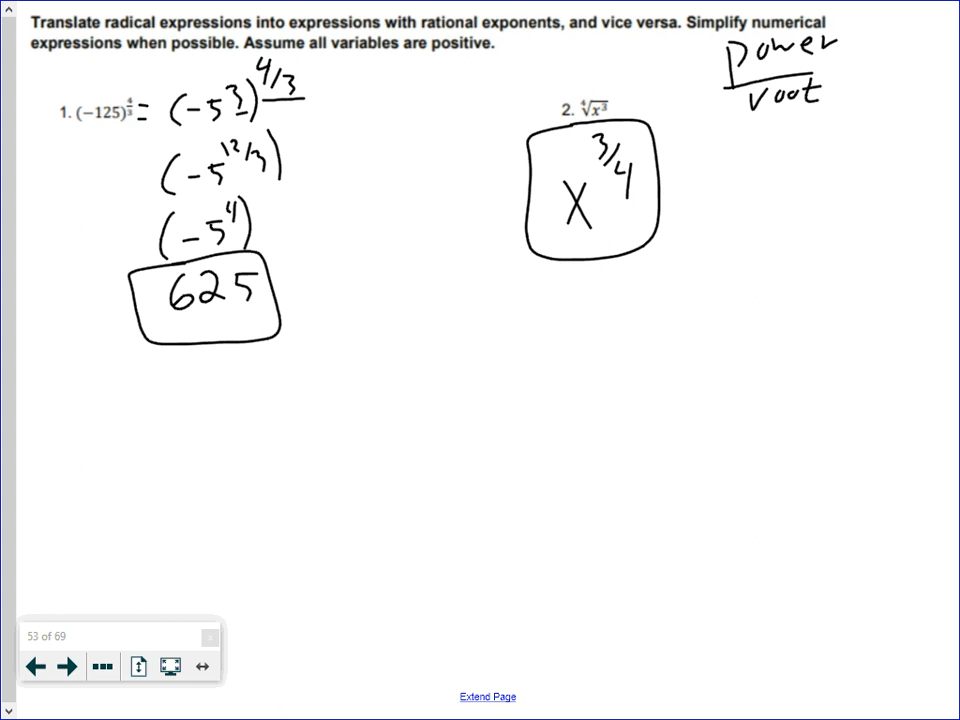 Translate radical expressions into expressions with rational exponents, and vice versa. Simplify numerical
expressions when possible. Assume all variables are positive.
power
root
1. (−125)^{4/3} = (−5^3)^{4/3}
(−5^{12/3})
(−5^4)
625
2. ∜x³
x^{3/4}
53 of 69
Extend Page